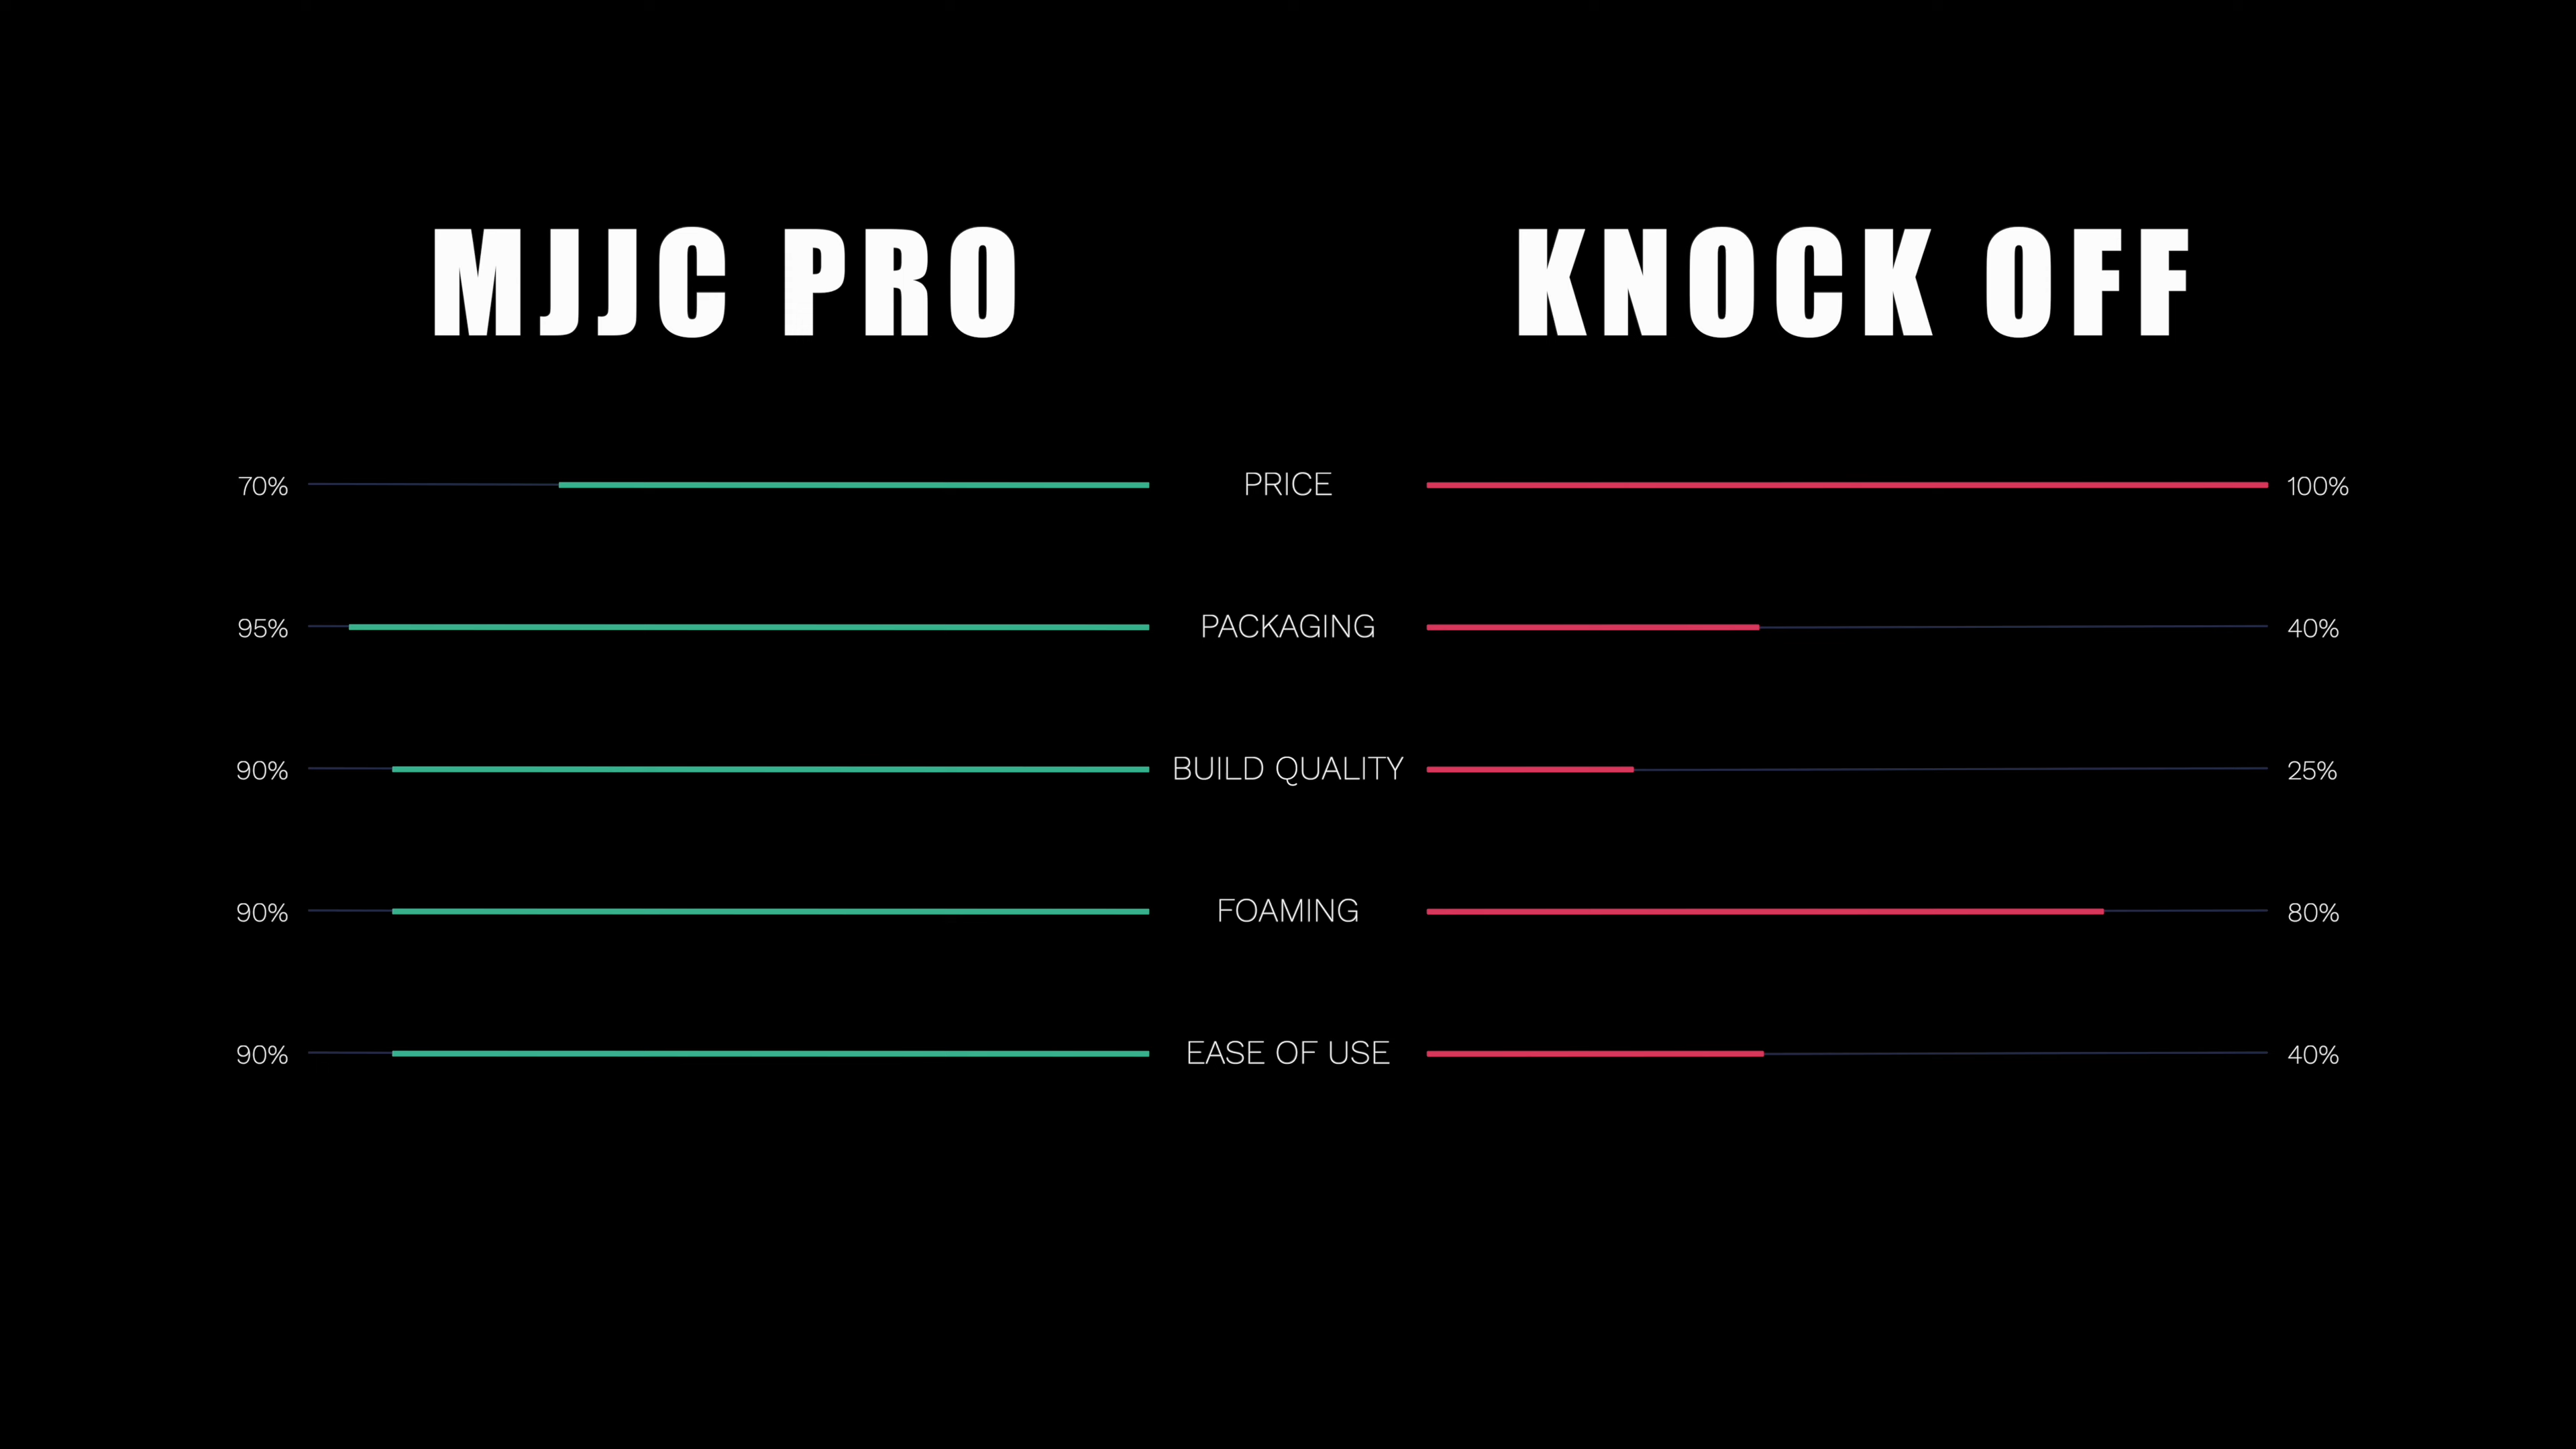 MJJC PRO KNOCK OFF
70% PRICE 100%
95% PACKAGING 40%
90% BUILD QUALITY 25%
90% FOAMING 80%
90% EASE OF USE 40%